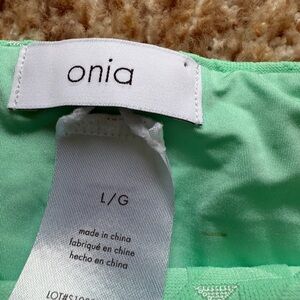 onia
L/G
made in china
fabriqué en chine
hecho en china